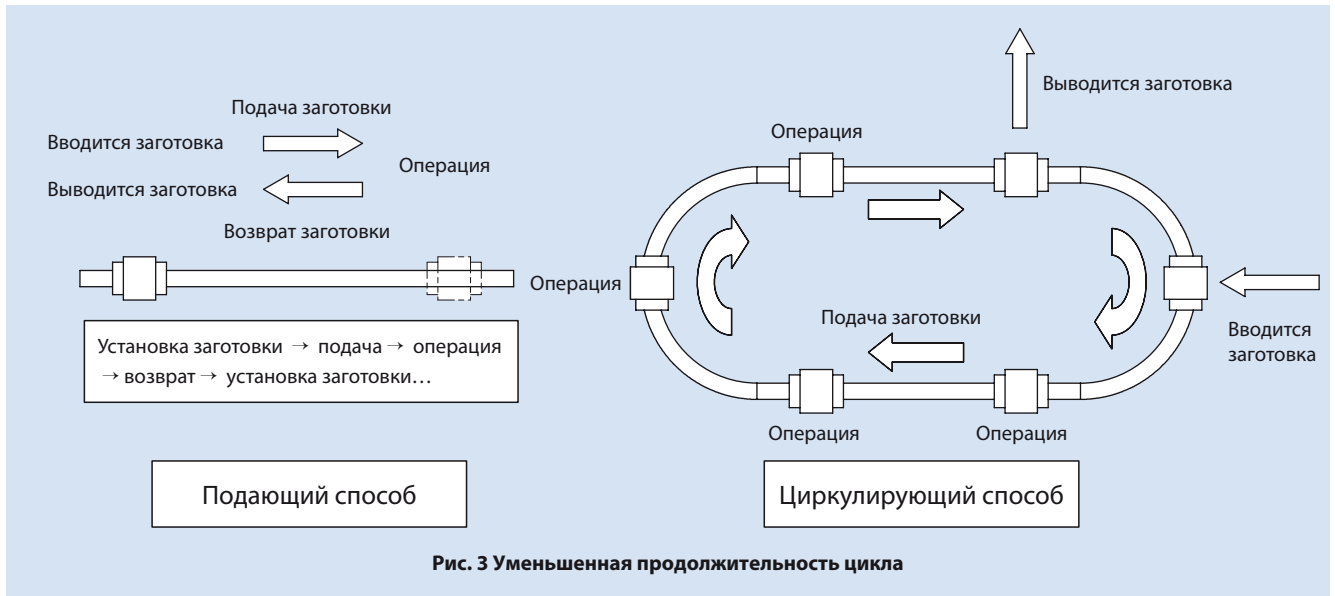 Подача заготовки
Вводится заготовка
Операция
Выводится заготовка
Возврат заготовки
Установка заготовки → подача → операция
→ возврат → установка заготовки…
Подающий способ
Выводится заготовка
Операция
Операция
Подача заготовки
Вводится
заготовка
Операция
Операция
Циркулирующий способ
Рис. 3 Уменьшенная продолжительность цикла